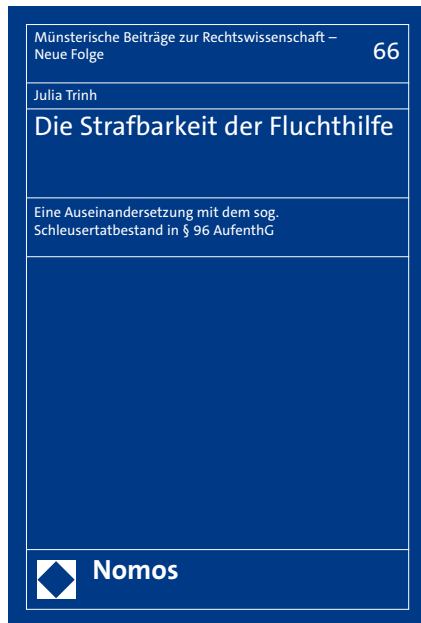 Münsterische Beiträge zur Rechtswissenschaft –
Neue Folge
66
Julia Trinh
Die Strafbarkeit der Fluchthilfe
Eine Auseinandersetzung mit dem sog.
Schleusertatbestand in § 96 AufenthG
Nomos